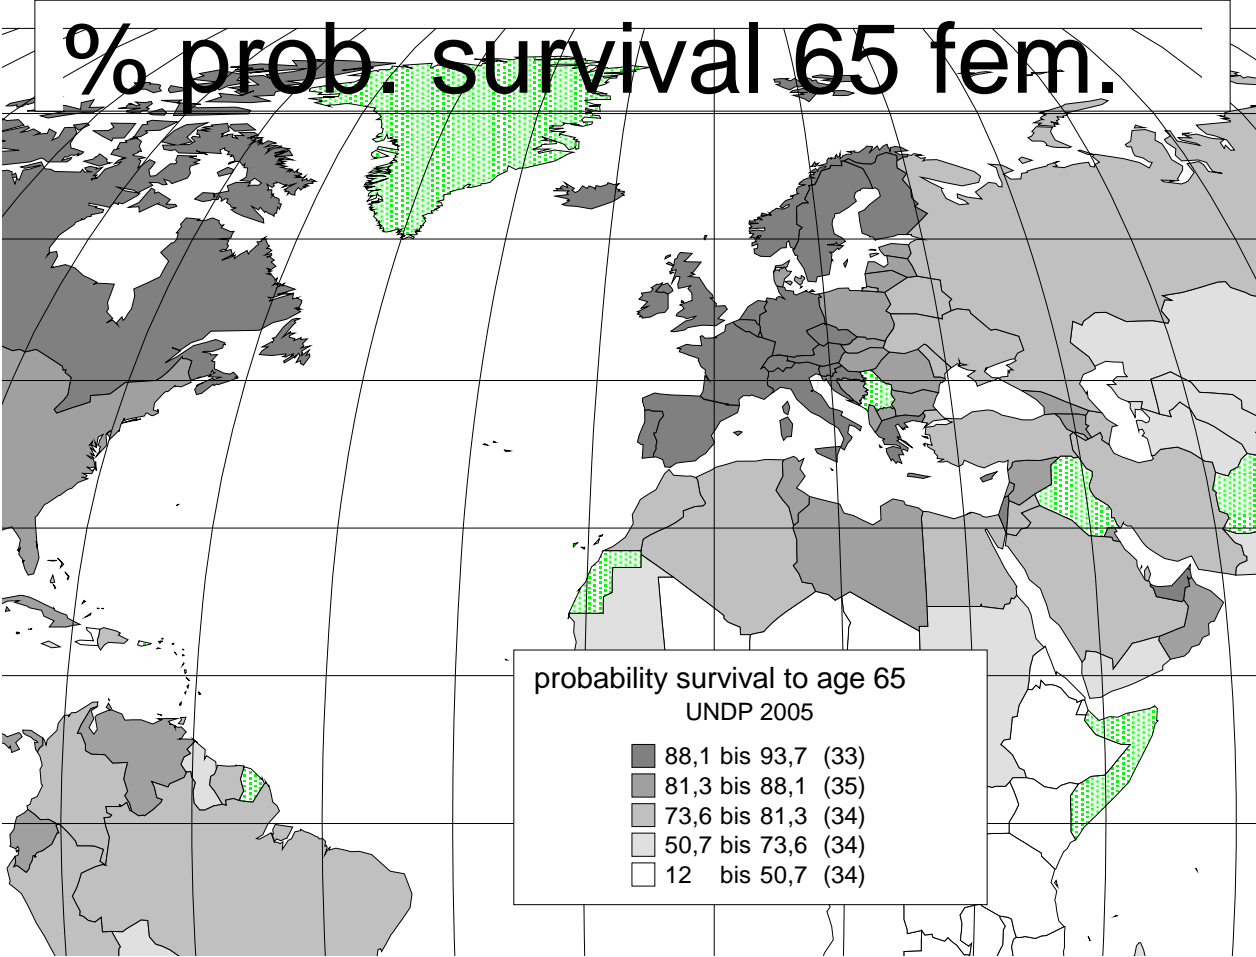 % prob. survival 65 fem.
probability survival to age 65
UNDP 2005
88,1 bis 93,7 (33)
81,3 bis 88,1 (35)
73,6 bis 81,3 (34)
50,7 bis 73,6 (34)
12 bis 50,7 (34)